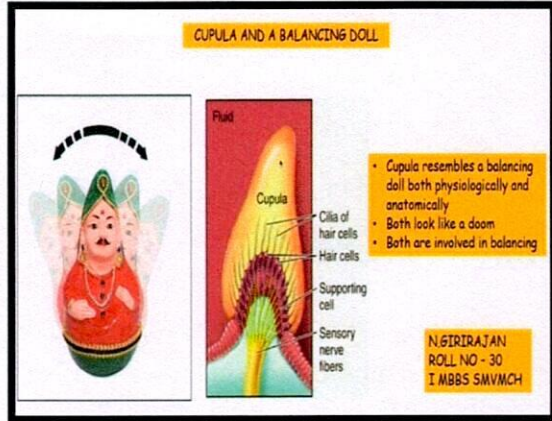 CUPULA AND A BALANCING DOLL
Fluid
Cupula
Cilia of
hair cells
Hair cells
Supporting
cell
Sensory
nerve
fibers
• Cupula resembles a balancing
doll both physiologically and
anatomically
• Both look like a doom
• Both are involved in balancing
N.GIRIRAJAN
ROLL NO - 30
I MBBS SMVMCH